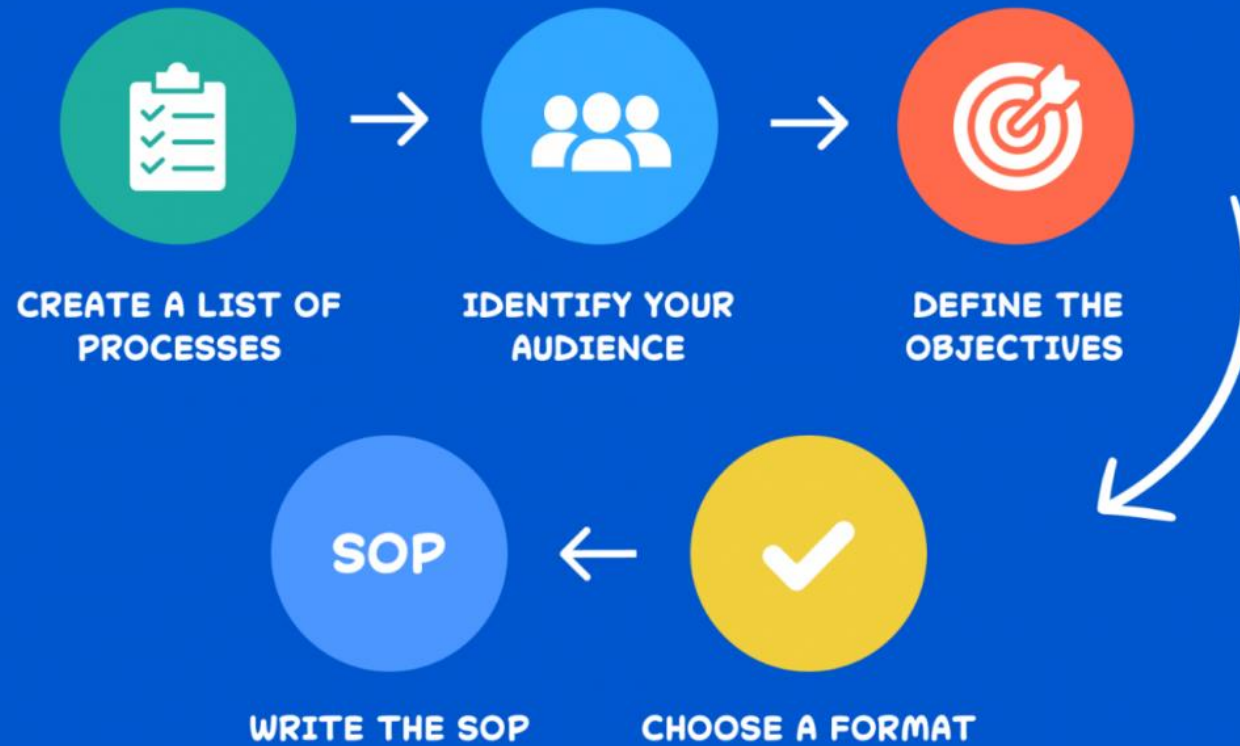 CREATE A LIST OF
PROCESSES
IDENTIFY YOUR
AUDIENCE
DEFINE THE
OBJECTIVES
SOP
WRITE THE SOP
CHOOSE A FORMAT